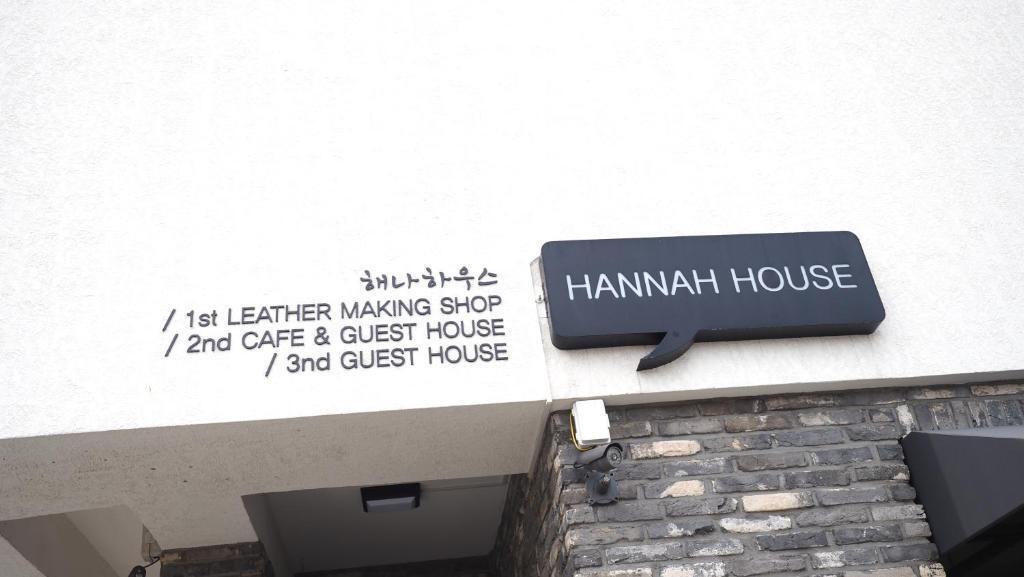 해나하우스
/ 1st LEATHER MAKING SHOP
/ 2nd CAFE & GUEST HOUSE
/ 3nd GUEST HOUSE
HANNAH HOUSE